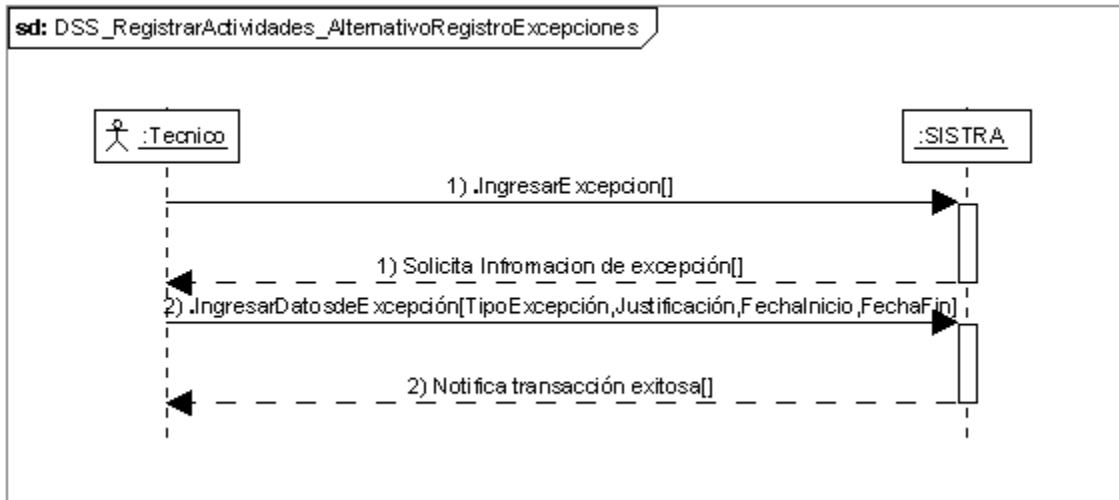 sd: DSS_RegistrarActividades_AlternativoRegistroExcepciones
:Tecnico
:SISTRA
1) .IngresarExcepcion[]
1) Solicita Infromacion de excepción[]
2) .IngresarDatosdeExcepción[TipoExcepción,Justificación,FechaInicio,FechaFin]
2) Notifica transacción exitosa[]